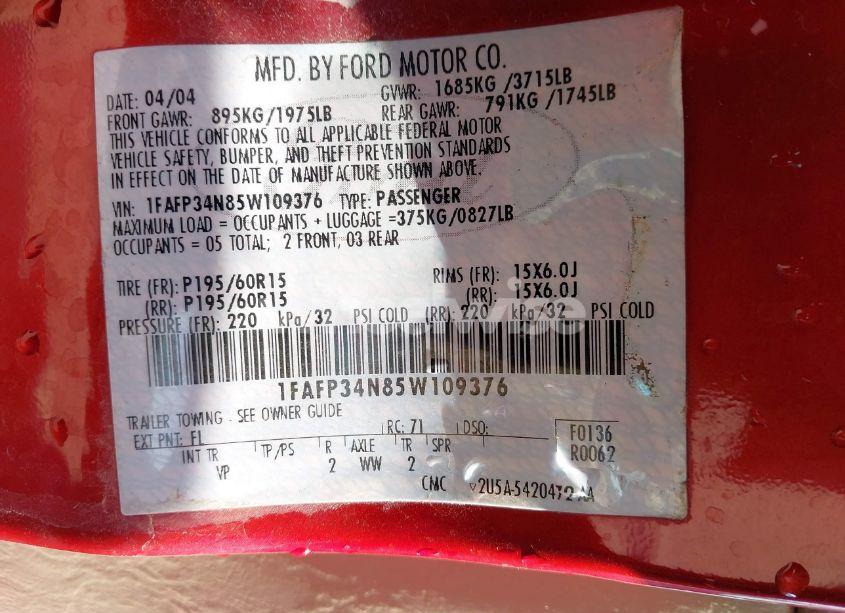 MFD. BY FORD MOTOR CO.
DATE: 04/04 GVWR: 1685KG /3715LB
FRONT GAWR: 895KG/1975LB REAR GAWR: 791KG /1745LB
THIS VEHICLE CONFORMS TO ALL APPLICABLE FEDERAL MOTOR
VEHICLE SAFETY, BUMPER, AND THEFT PREVENTION STANDARDS
IN EFFECT ON THE DATE OF MANUFACTURE SHOWN ABOVE.
VIN: 1FAFP34N85W109376 TYPE: PASSENGER
MAXIMUM LOAD = OCCUPANTS + LUGGAGE =375KG/0827LB
OCCUPANTS = 05 TOTAL; 2 FRONT, 03 REAR
TIRE (FR): P195/60R15 RIMS (FR): 15X6.0J
(RR): P195/60R15 (RR): 15X6.0J
PRESSURE (FR): 220 kPa/32 PSI COLD (RR): 220 kPa/32 PSI COLD
1FAFP34N85W109376
TRAILER TOWING - SEE OWNER GUIDE
EXT PNT: FL RC: 71 DSO: F0136
INT TR TP/PS R AXLE TR SPR R0062
VP 2 WW 2
CMC 2U5A-5420472-AA